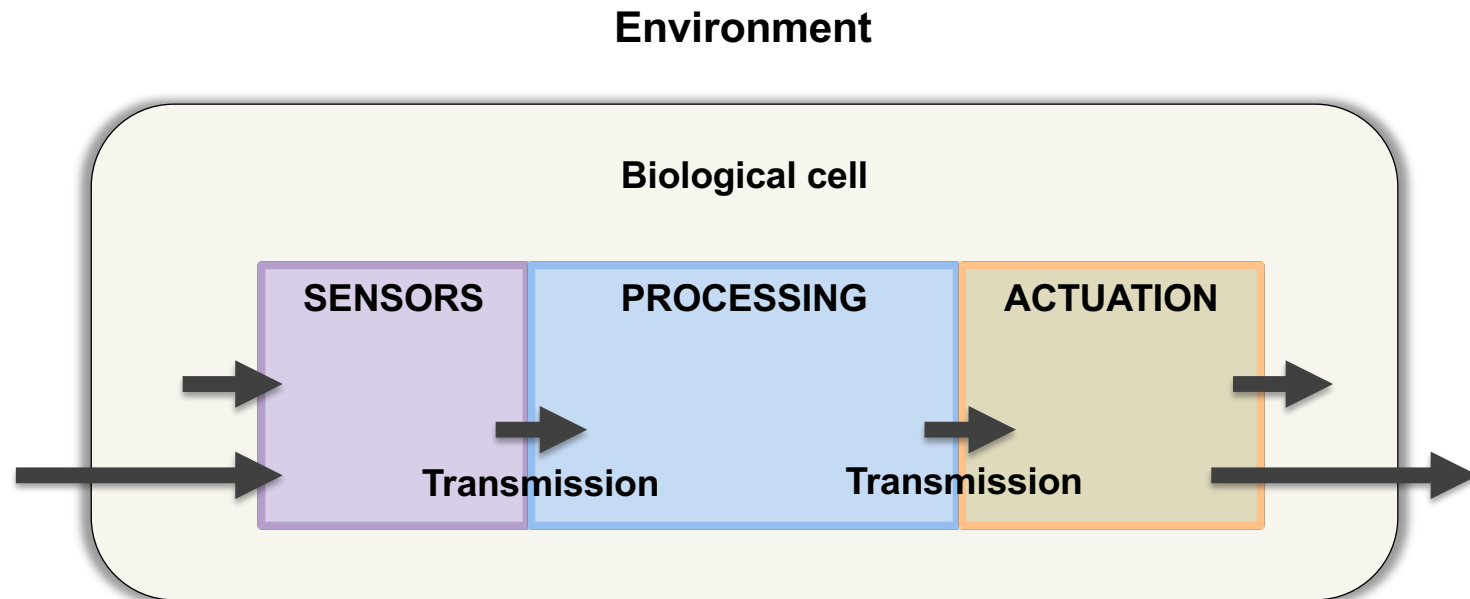 Environment
Biological cell
SENSORS
PROCESSING
ACTUATION
Transmission
Transmission